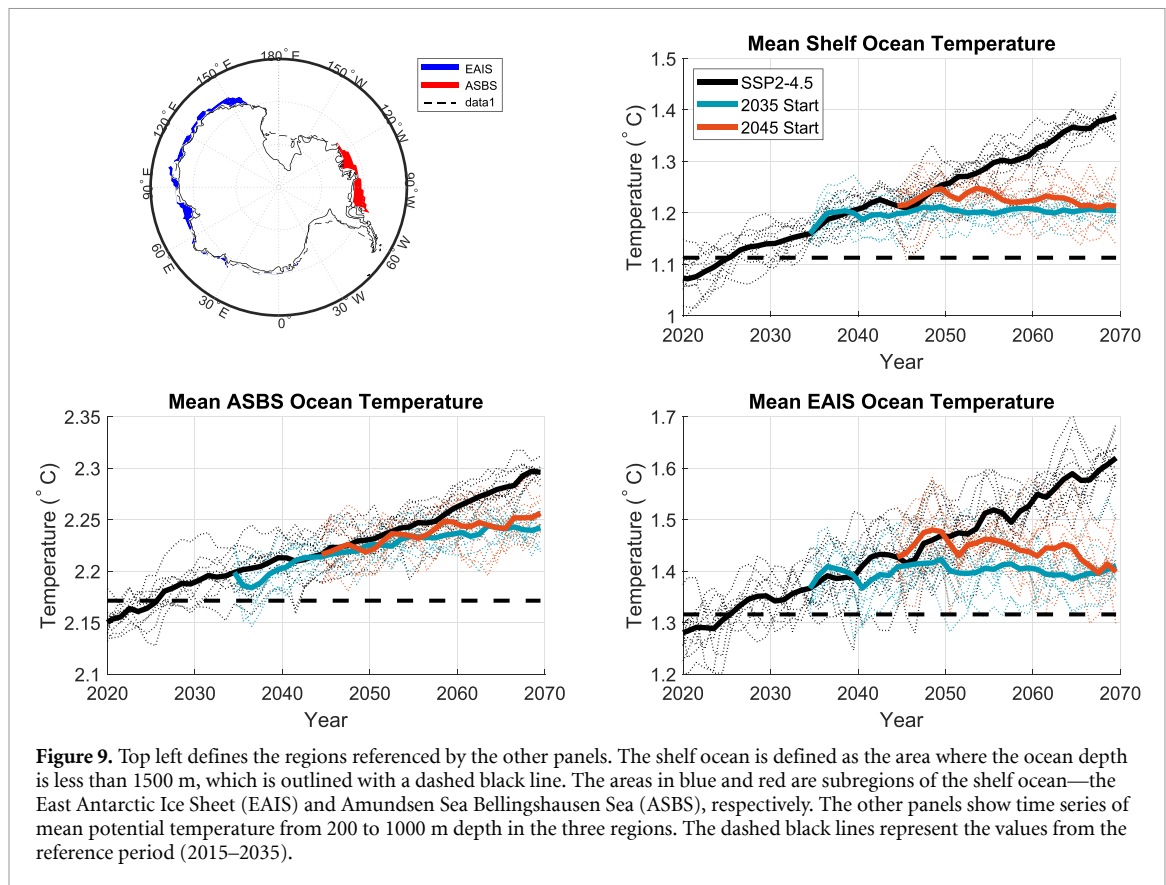 180° E
150° E
150° W
120° E
120° W
90° E
90° W
60° E
60° W
30° E
30° W
0°
EAIS
ASBS
data1
Mean Shelf Ocean Temperature
Temperature (° C)
1.5
1.4
1.3
1.2
1.1
1
SSP2-4.5
2035 Start
2045 Start
2020 2030 2040 2050 2060 2070
Year
Mean ASBS Ocean Temperature
Temperature (° C)
2.35
2.3
2.25
2.2
2.15
2.1
2020 2030 2040 2050 2060 2070
Year
Mean EAIS Ocean Temperature
Temperature (° C)
1.7
1.6
1.5
1.4
1.3
1.2
2020 2030 2040 2050 2060 2070
Year
Figure 9. Top left defines the regions referenced by the other panels. The shelf ocean is defined as the area where the ocean depth
is less than 1500 m, which is outlined with a dashed black line. The areas in blue and red are subregions of the shelf ocean—the
East Antarctic Ice Sheet (EAIS) and Amundsen Sea Bellingshausen Sea (ASBS), respectively. The other panels show time series of
mean potential temperature from 200 to 1000 m depth in the three regions. The dashed black lines represent the values from the
reference period (2015–2035).